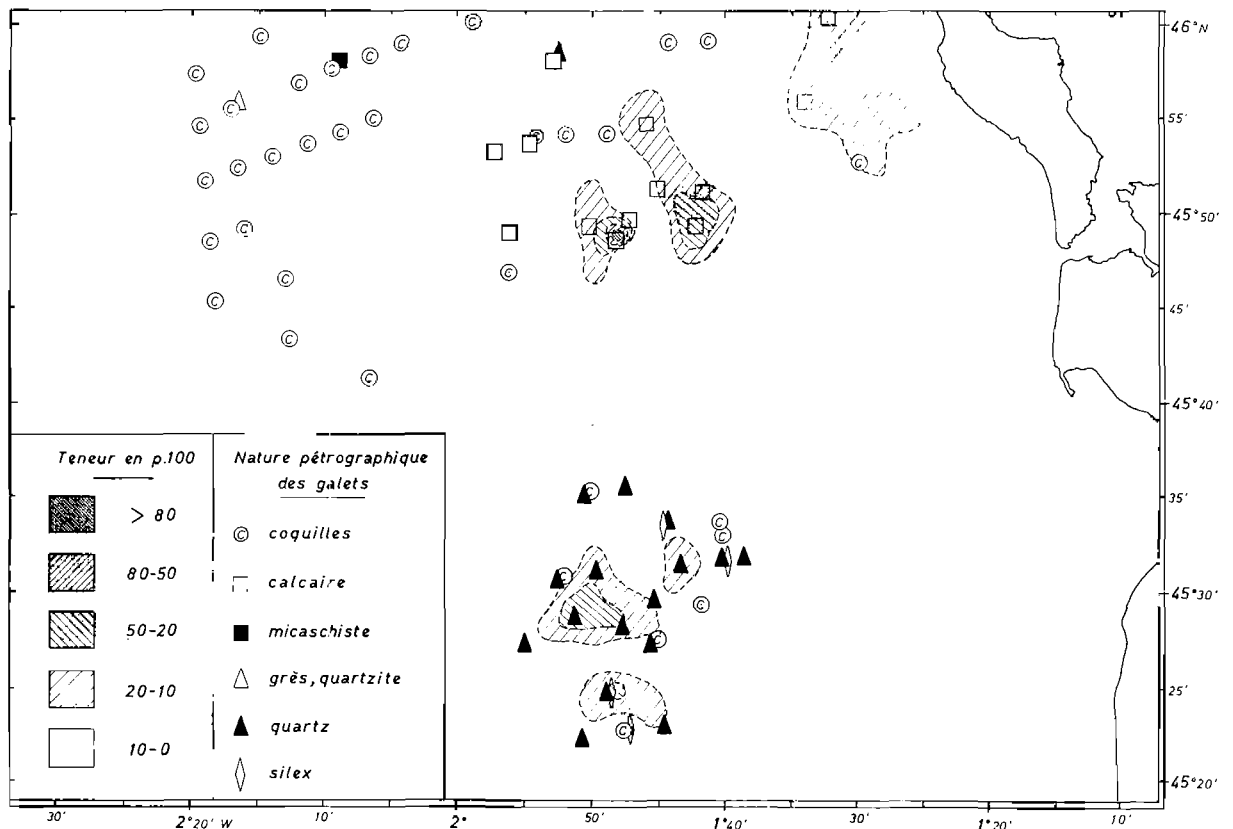 46°N
55'
45°50'
45'
45°40'
35'
45°30'
25'
45°20'
Teneur en p.100
> 80
80-50
50-20
20-10
10-0
Nature pétrographique
des galets
c coquilles
calcaire
micaschiste
grès, quartzite
quartz
silex
30'
2°20' W
10'
2°
50'
1°40'
30'
1°20'
10'